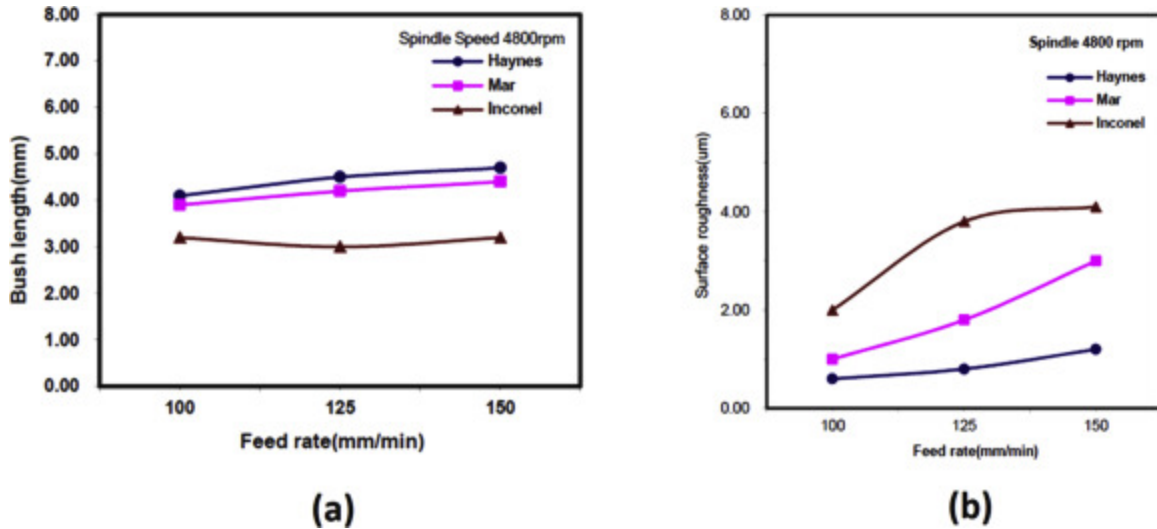 8.00
7.00
6.00
5.00
4.00
3.00
2.00
1.00
0.00
Bush length(mm)
Spindle Speed 4800rpm
Haynes
Mar
Inconel
100 125 150
Feed rate(mm/min)
(a)
8.00
6.00
4.00
2.00
0.00
Surface roughness(um)
Spindle 4800 rpm
Haynes
Mar
Inconel
100 125 150
Feed rate(mm/min)
(b)